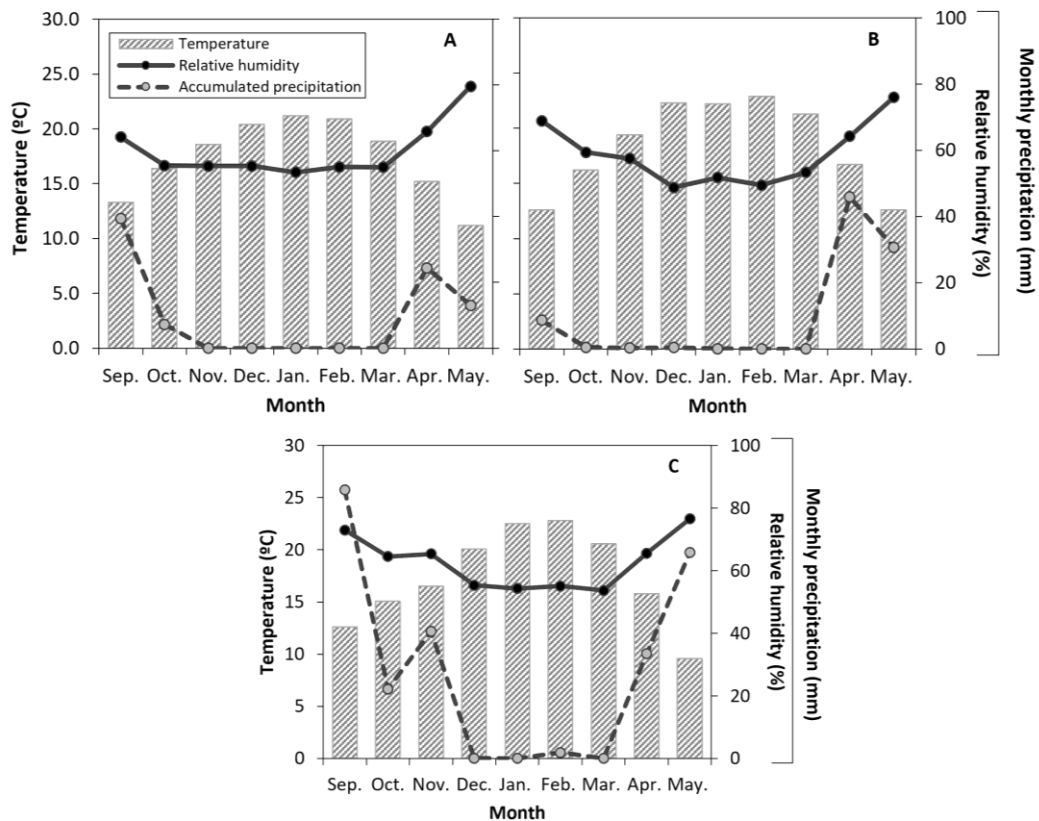 30.0
25.0
20.0
15.0
10.0
5.0
0.0
Temperature (ºC)
Temperature
Relative humidity
Accumulated precipitation
A
Sep. Oct. Nov. Dec. Jan. Feb. Mar. Apr. May.
Month
B
100
80
60
40
20
0
Relative humidity (%)
Monthly precipitation (mm)
Sep. Oct. Nov. Dec. Jan. Feb. Mar. Apr. May.
Month
30
25
20
15
10
5
0
Temperature (ºC)
C
100
80
60
40
20
0
Relative humidity (%)
Monthly precipitation (mm)
Sep. Oct. Nov. Dec. Jan. Feb. Mar. Apr. May.
Month